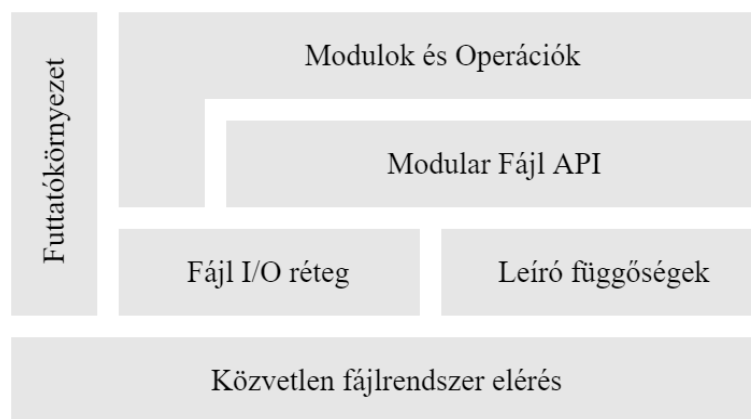 Futtatókörnyezet
Modulok és Operációk
Modular Fájl API
Fájl I/O réteg
Leíró függőségek
Közvetlen fájlrendszer elérés